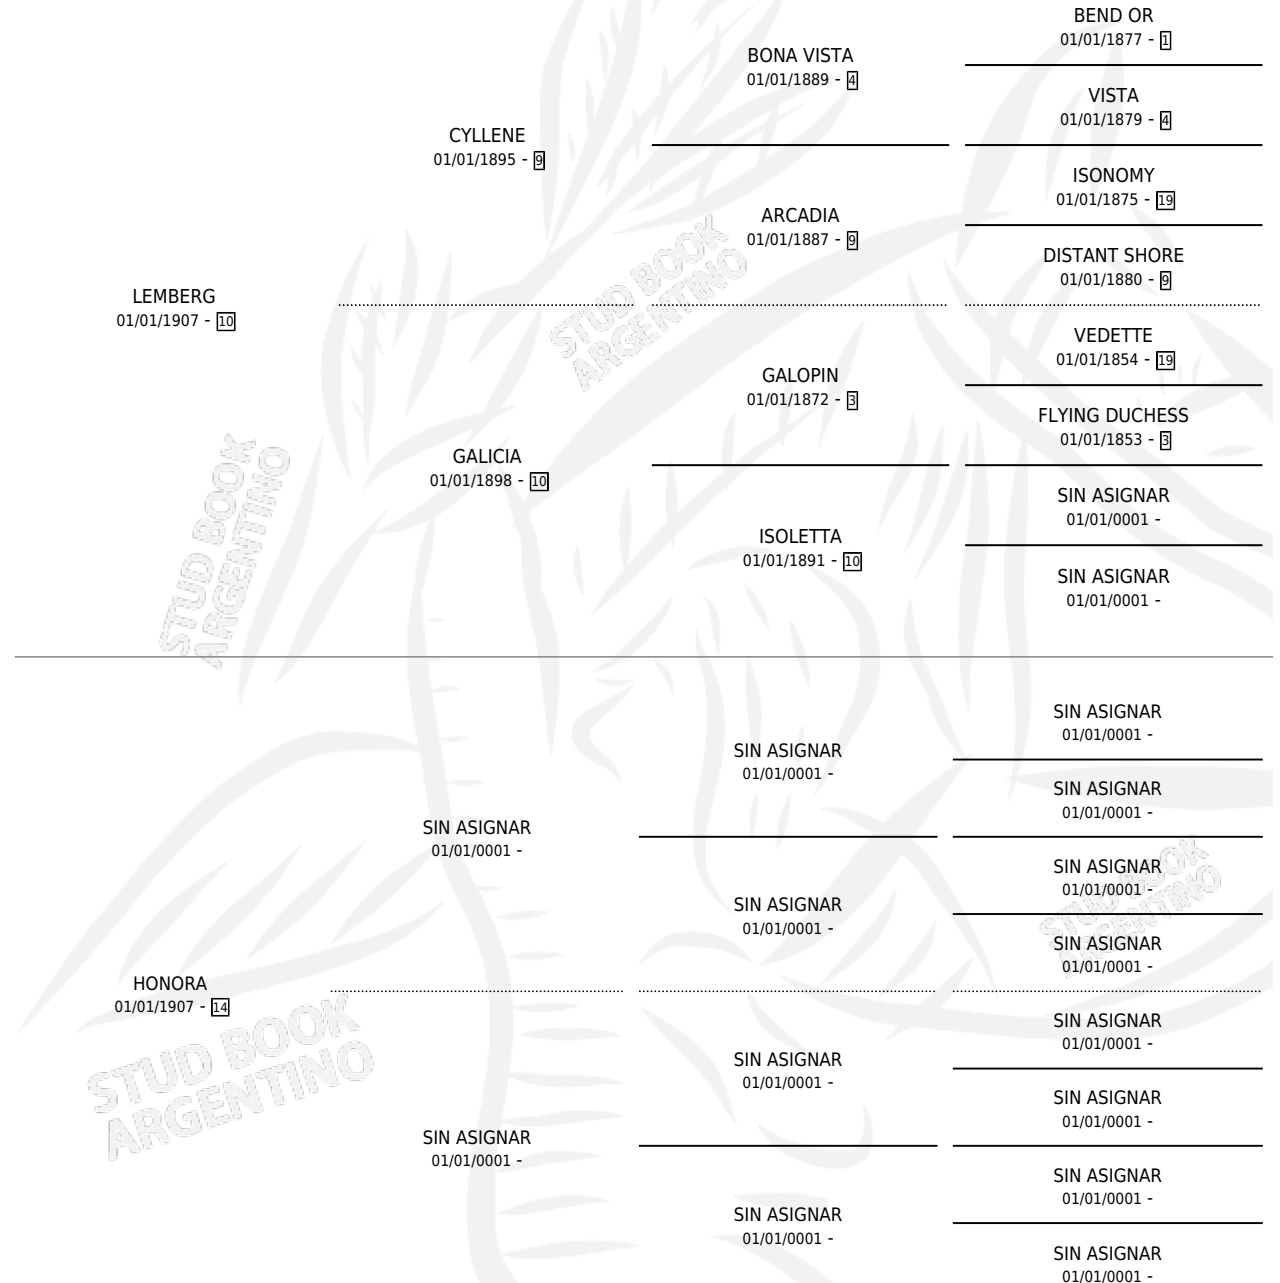 BEND OR
01/01/1877 - 1
BONA VISTA
01/01/1889 - 4
VISTA
01/01/1879 - 4
CYLLENE
01/01/1895 - 9
ISONOMY
01/01/1875 - 19
ARCADIA
01/01/1887 - 9
DISTANT SHORE
01/01/1880 - 9
LEMBERG
01/01/1907 - 10
VEDETTE
01/01/1854 - 19
GALOPIN
01/01/1872 - 3
FLYING DUCHESS
01/01/1853 - 3
GALICIA
01/01/1898 - 10
SIN ASIGNAR
01/01/0001 -
ISOLETTA
01/01/1891 - 10
SIN ASIGNAR
01/01/0001 -
SIN ASIGNAR
01/01/0001 -
SIN ASIGNAR
01/01/0001 -
SIN ASIGNAR
01/01/0001 -
SIN ASIGNAR
01/01/0001 -
SIN ASIGNAR
01/01/0001 -
SIN ASIGNAR
01/01/0001 -
SIN ASIGNAR
01/01/0001 -
HONORA
01/01/1907 - 14
SIN ASIGNAR
01/01/0001 -
SIN ASIGNAR
01/01/0001 -
SIN ASIGNAR
01/01/0001 -
SIN ASIGNAR
01/01/0001 -
SIN ASIGNAR
01/01/0001 -
SIN ASIGNAR
01/01/0001 -
SIN ASIGNAR
01/01/0001 -
STUD BOOK
ARGENTINO
STUD BOOK
ARGENTINO
STUD BOOK
ARGENTINO
STUD BOOK
ARGENTINO